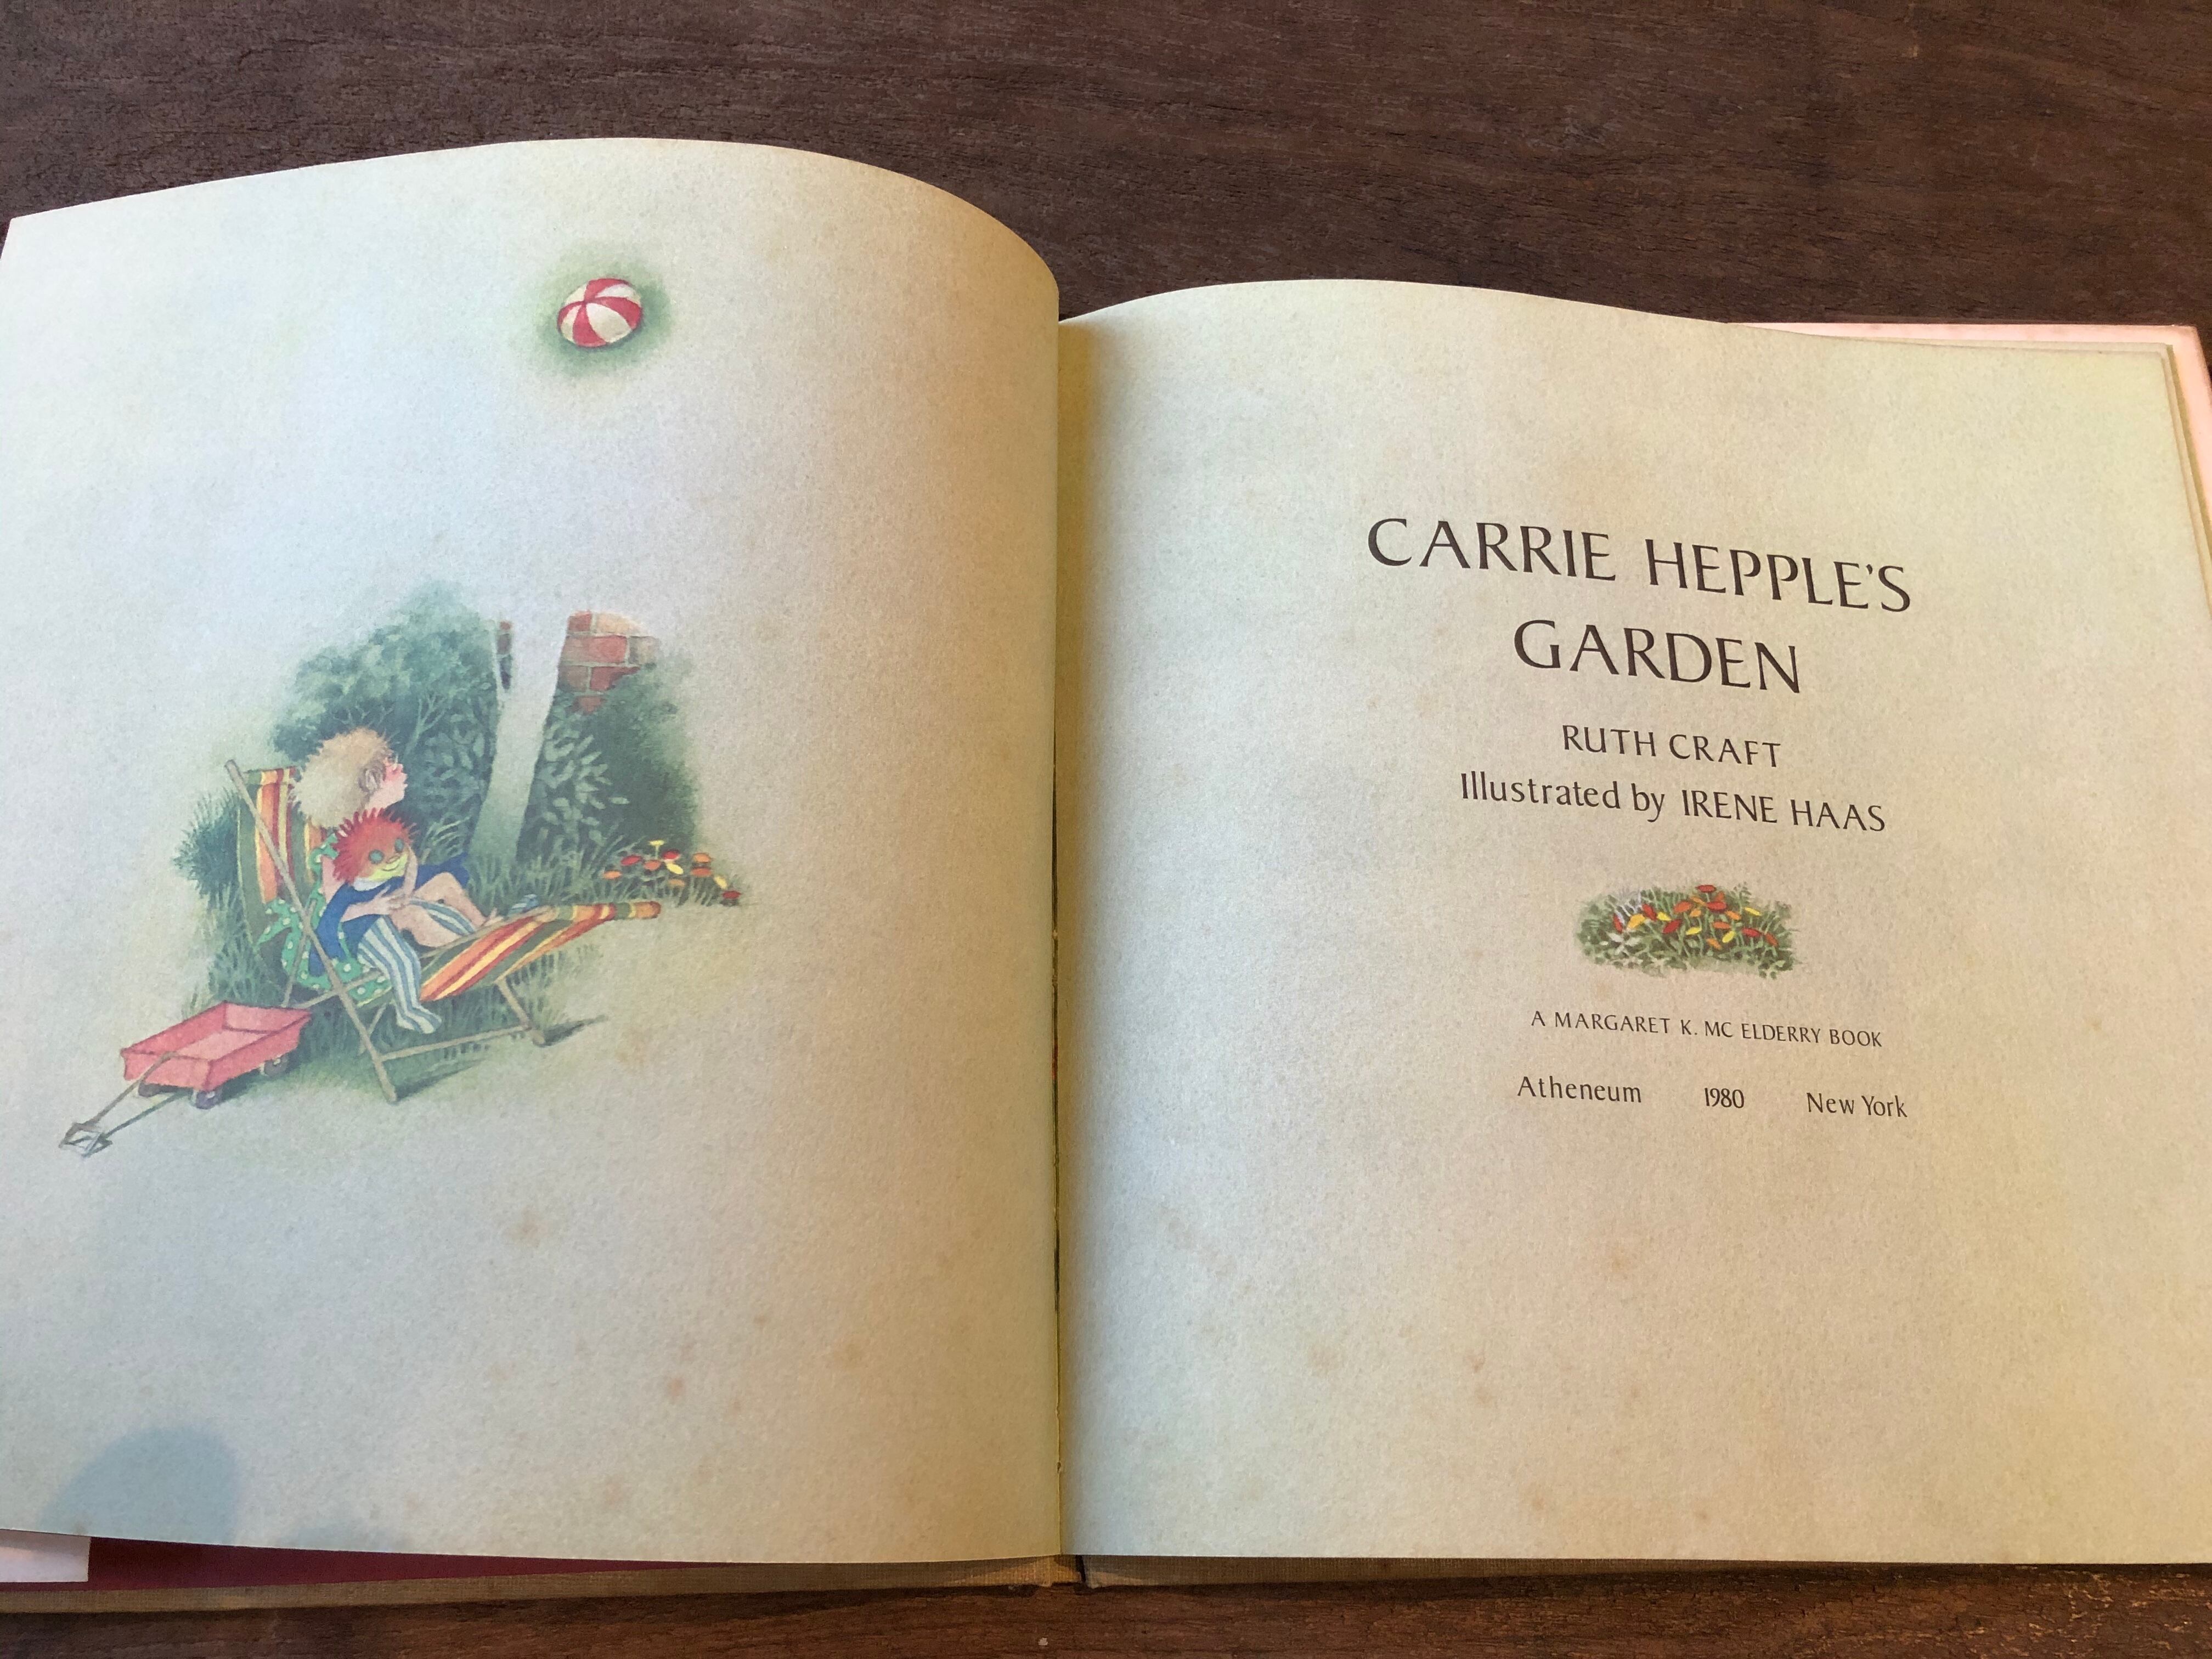 CARRIE HEPPLE'S
GARDEN
RUTH CRAFT
Illustrated by IRENE HAAS
A MARGARET K. MC ELDERRY BOOK
Atheneum 1980 New York